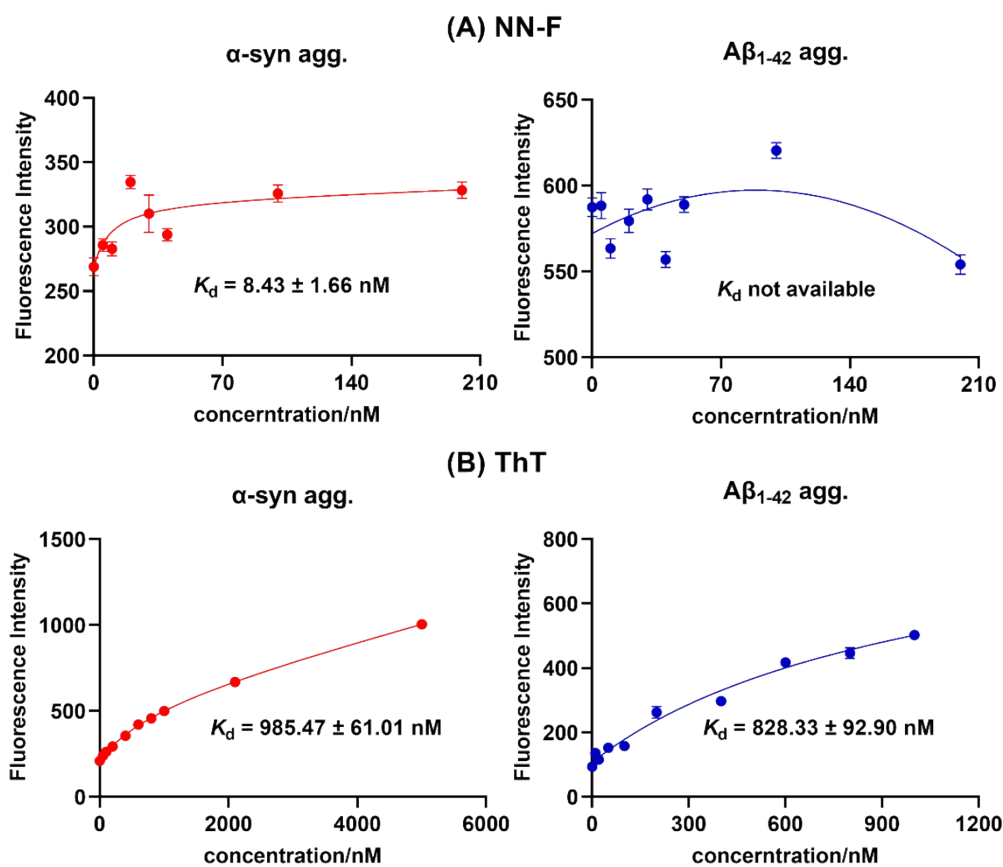 (A) NN-F
α-syn agg.
Aβ1-42 agg.
Fluorescence Intensity
400
350
300
250
200
0
70
140
210
Kd = 8.43 ± 1.66 nM
concerntration/nM
Fluorescence Intensity
650
600
550
500
0
70
140
210
Kd not available
concerntration/nM
(B) ThT
α-syn agg.
Aβ1-42 agg.
Fluorescence Intensity
1500
1000
500
0
0
2000
4000
6000
Kd = 985.47 ± 61.01 nM
concerntration/nM
Fluorescence Intensity
800
600
400
200
0
0
300
600
900
1200
Kd = 828.33 ± 92.90 nM
concerntration/nM